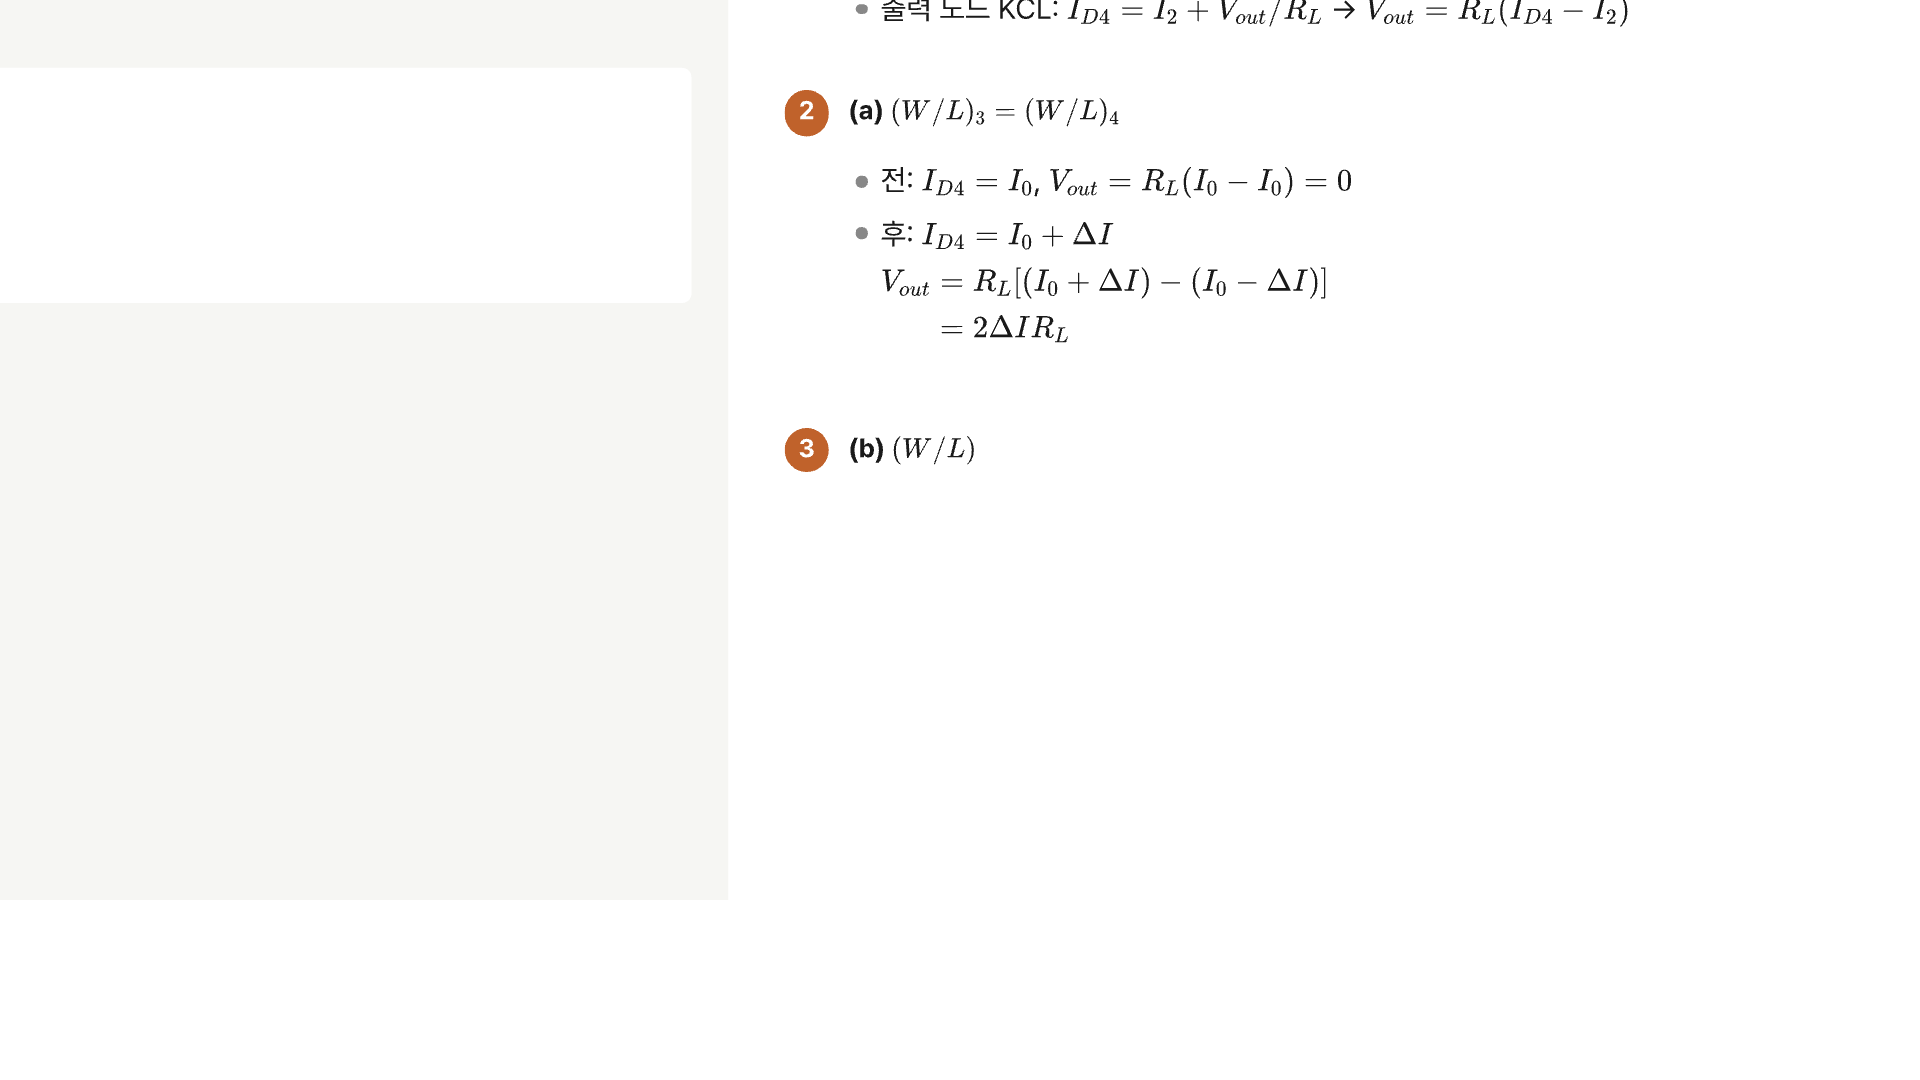 • 출력 노드 KCL: I_{D4} = I_2 + V_{out}/R_L → V_{out} = R_L(I_{D4} − I_2)
2 (a) (W/L)_3 = (W/L)_4
• 전: I_{D4} = I_0, V_{out} = R_L(I_0 − I_0) = 0
• 후: I_{D4} = I_0 + ΔI
V_{out} = R_L[(I_0 + ΔI) − (I_0 − ΔI)]
= 2ΔIR_L
3 (b) (W/L)